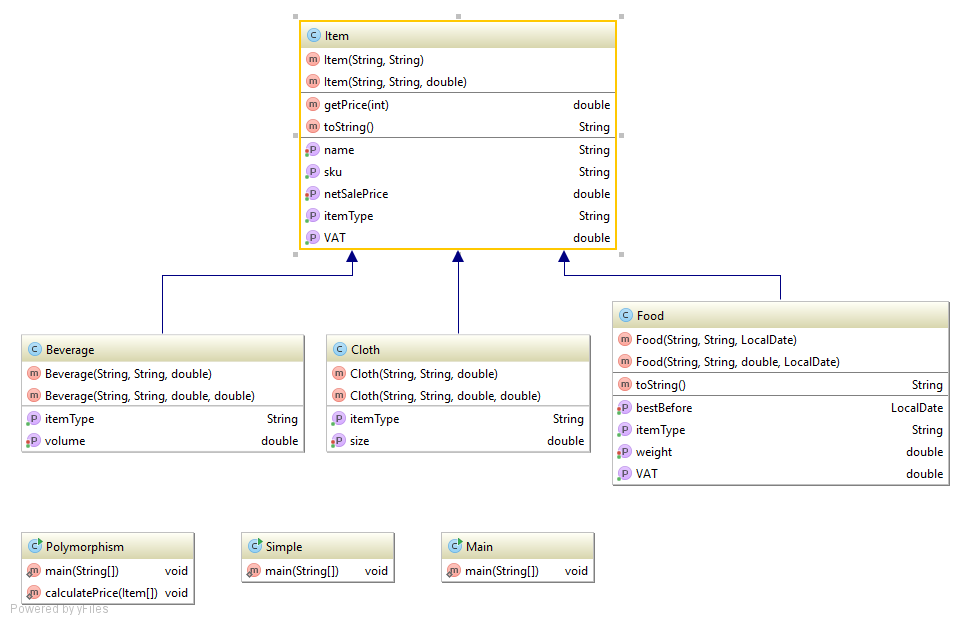 C Item
m Item(String, String)
m Item(String, String, double)
m getPrice(int) double
m toString() String
P name String
P sku String
P netSalePrice double
P itemType String
P VAT double
C Beverage
m Beverage(String, String, double)
m Beverage(String, String, double, double)
P itemType String
P volume double
C Cloth
m Cloth(String, String, double)
m Cloth(String, String, double, double)
P itemType String
P size double
C Food
m Food(String, String, LocalDate)
m Food(String, String, double, LocalDate)
m toString() String
P bestBefore LocalDate
P itemType String
P weight double
P VAT double
C Polymorphism
m main(String[]) void
m calculatePrice(Item[]) void
C Simple
m main(String[]) void
C Main
m main(String[]) void
Powered by yFiles